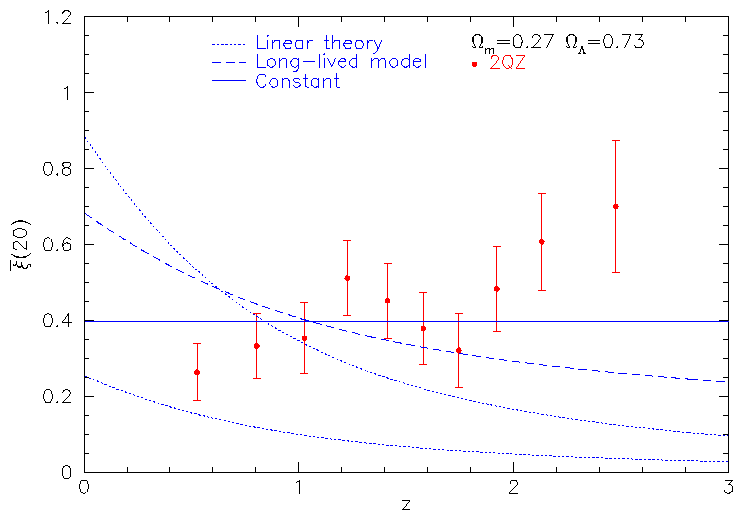 1.2
1
0.8
0.6
0.4
0.2
0
ξ̅(20)
Linear theory
Long-lived model
Constant
Ωm=0.27 ΩΛ=0.73
2QZ
0 1 2 3
z